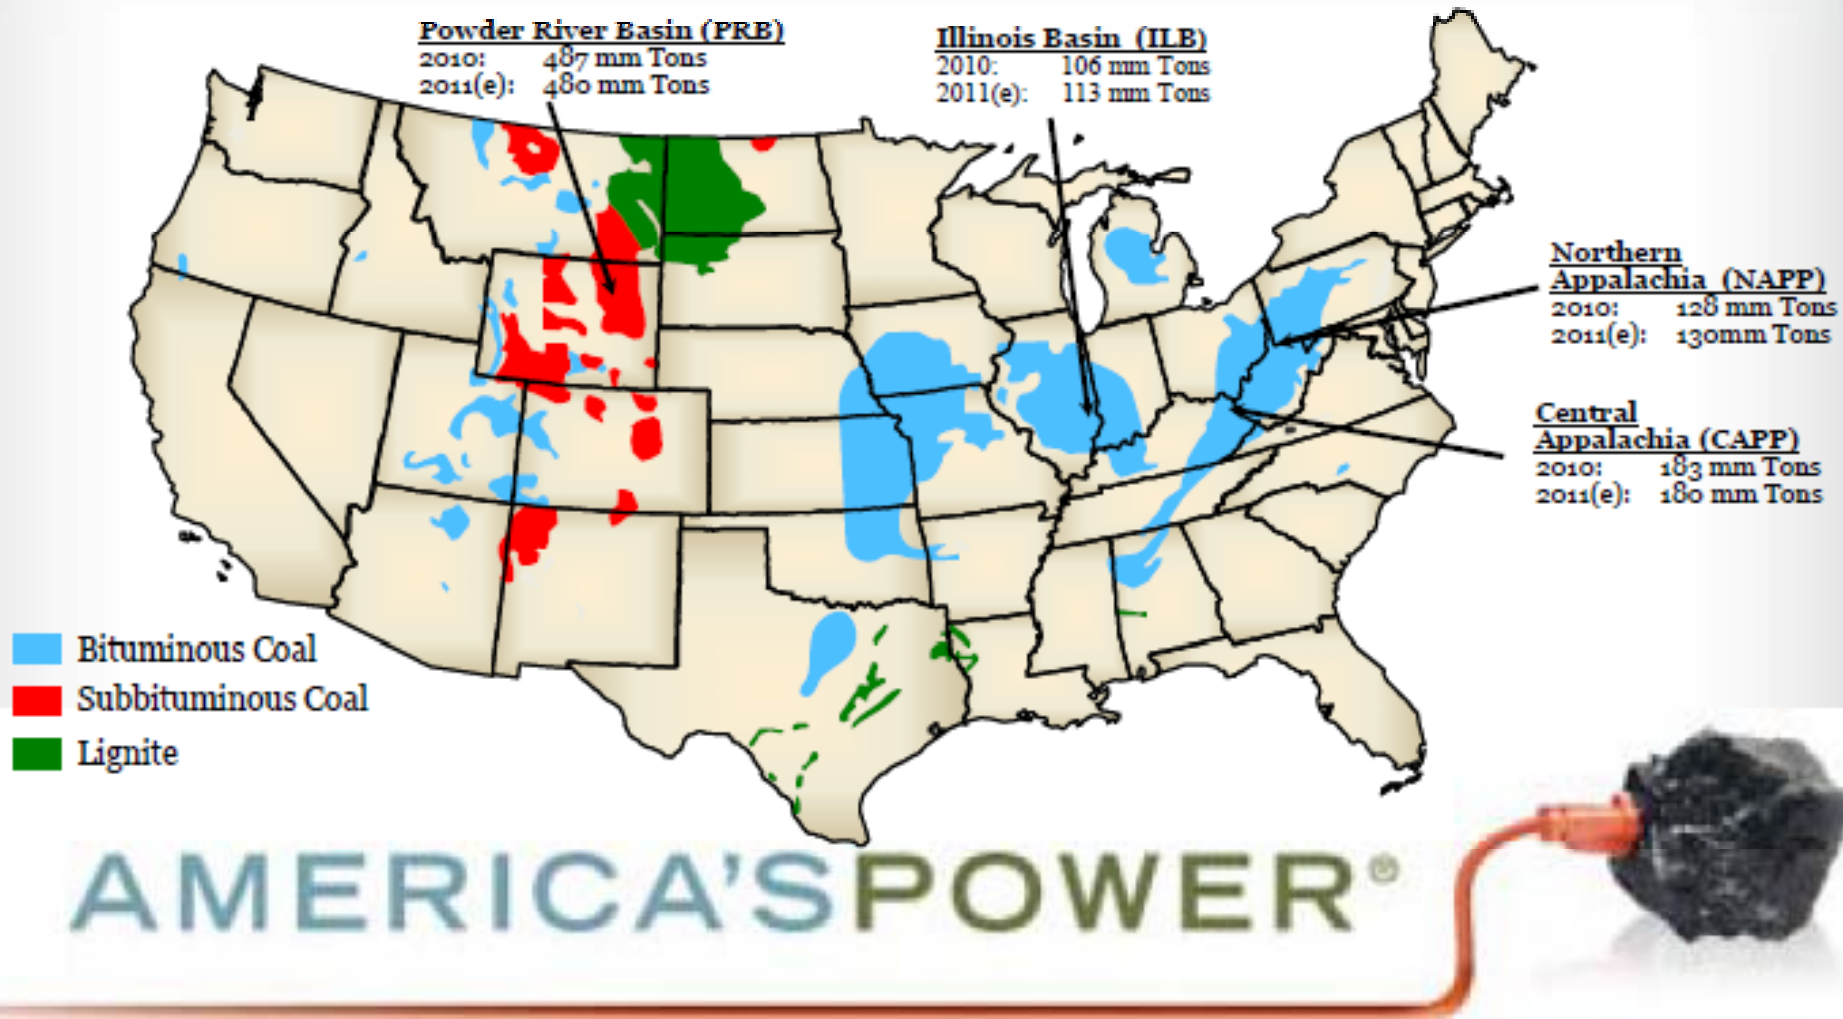 Powder River Basin (PRB)
2010: 487 mm Tons
2011(e): 480 mm Tons
Illinois Basin (ILB)
2010: 106 mm Tons
2011(e): 113 mm Tons
Northern
Appalachia (NAPP)
2010: 128 mm Tons
2011(e): 130mm Tons
Central
Appalachia (CAPP)
2010: 183 mm Tons
2011(e): 180 mm Tons
Bituminous Coal
Subbituminous Coal
Lignite
AMERICA'SPOWER®